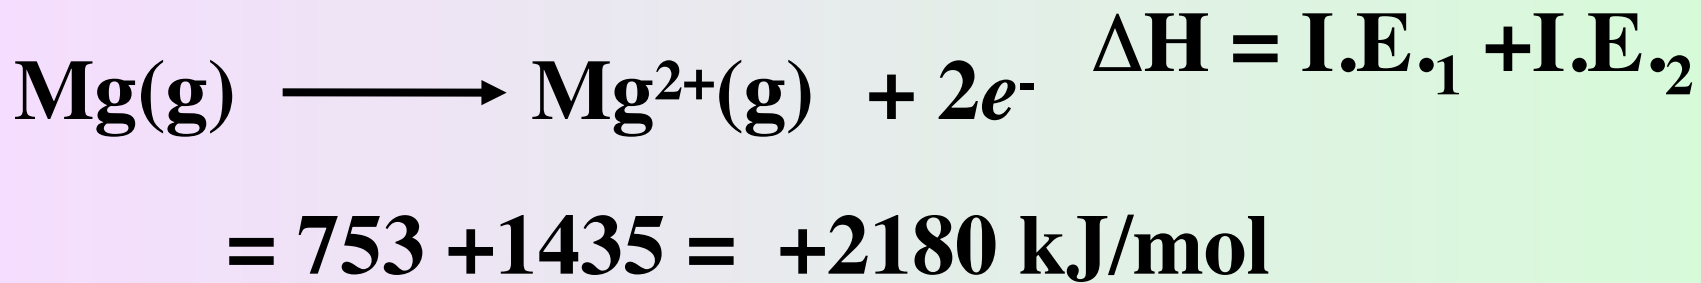 Mg(g) ⟶ Mg²⁺(g) + 2e⁻ ΔH = I.E.₁ +I.E.₂
= 753 +1435 = +2180 kJ/mol